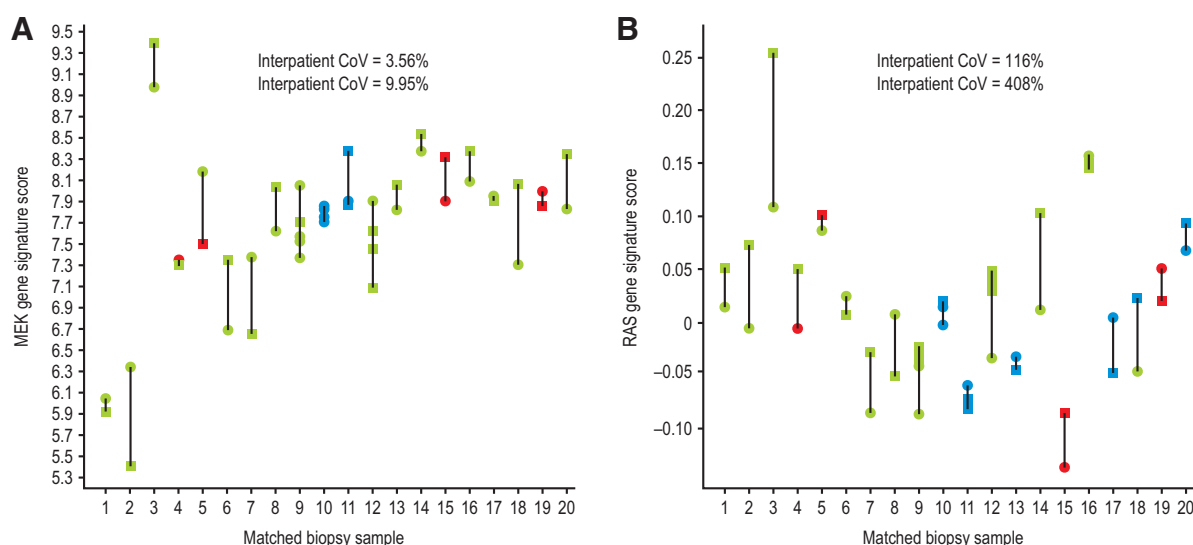 A
Interpatient CoV = 3.56%
Interpatient CoV = 9.95%
MEK gene signature score
9.5
9.3
9.1
8.9
8.7
8.5
8.3
8.1
7.9
7.7
7.5
7.3
7.1
6.9
6.7
6.5
6.3
6.1
5.9
5.7
5.5
5.3
1 2 3 4 5 6 7 8 9 10 11 12 13 14 15 16 17 18 19 20
Matched biopsy sample
B
Interpatient CoV = 116%
Interpatient CoV = 408%
RAS gene signature score
0.25
0.20
0.15
0.10
0.05
0
–0.05
–0.10
1 2 3 4 5 6 7 8 9 10 11 12 13 14 15 16 17 18 19 20
Matched biopsy sample